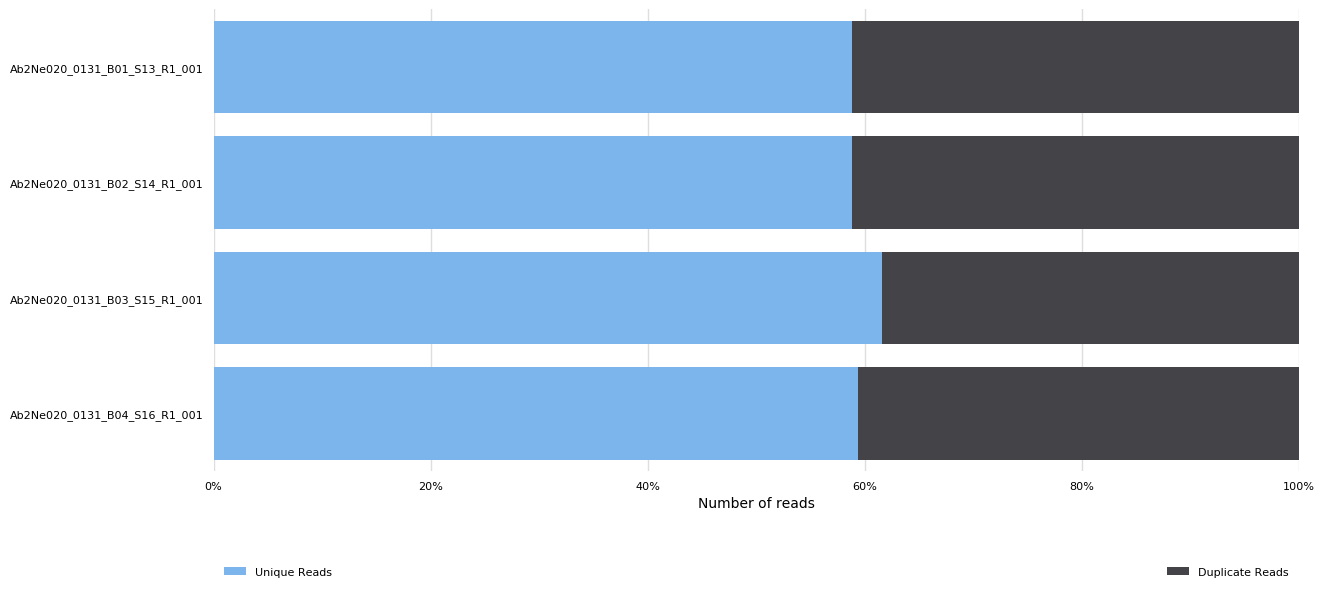 Ab2Ne020_0131_B01_S13_R1_001
Ab2Ne020_0131_B02_S14_R1_001
Ab2Ne020_0131_B03_S15_R1_001
Ab2Ne020_0131_B04_S16_R1_001
0% 20% 40% 60% 80% 100%
Number of reads
Unique Reads Duplicate Reads